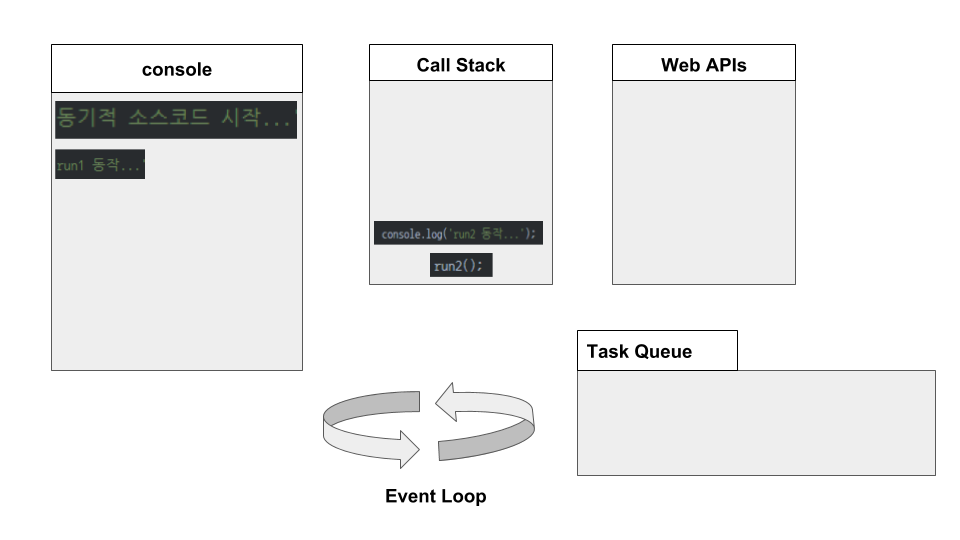 console
동기적 소스코드 시작...'
run1 동작...'
Call Stack
console.log('run2 동작...');
run2();
Web APIs
Task Queue
Event Loop